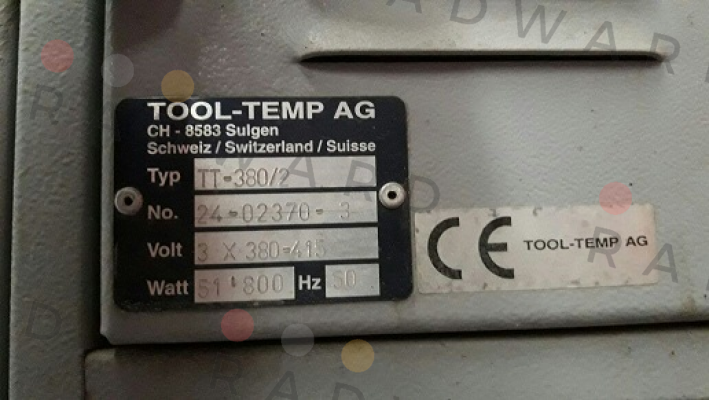 TOOL-TEMP AG
CH - 8583 Sulgen
Schweiz / Switzerland / Suisse
Typ TT-380/2
No. 24-02370- 3
Volt 3 X 380-415
Watt 51'800 Hz 50
CE TOOL-TEMP AG